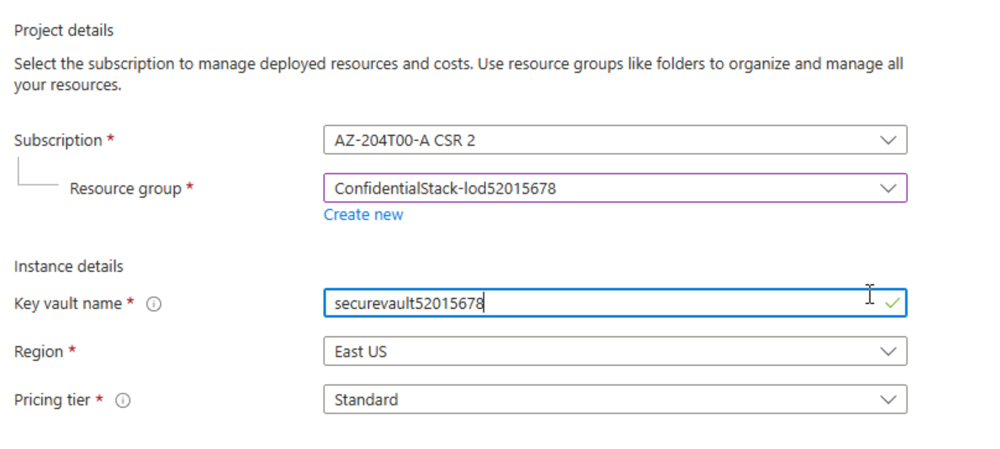 Project details
Select the subscription to manage deployed resources and costs. Use resource groups like folders to organize and manage all
your resources.
Subscription *
AZ-204T00-A CSR 2
Resource group *
ConfidentialStack-lod52015678
Create new
Instance details
Key vault name *
securevault52015678
Region *
East US
Pricing tier *
Standard